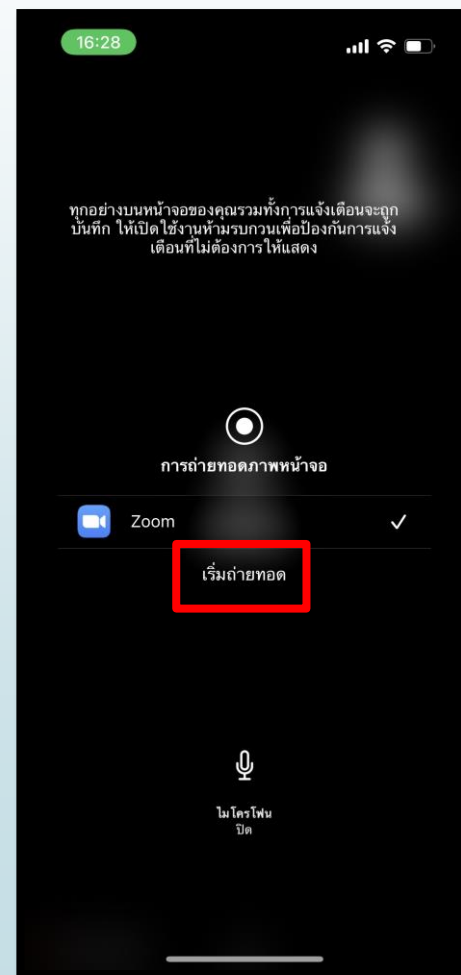 16:28
ทุกอย่างบนหน้าจอของคุณรวมทั้งการแจ้งเตือนจะถูก
บันทึก ให้เปิดใช้งานห้ามรบกวนเพื่อป้องกันการแจ้ง
เตือนที่ไม่ต้องการให้แสดง
การถ่ายทอดภาพหน้าจอ
Zoom
เริ่มถ่ายทอด
ไมโครโฟน
ปิด